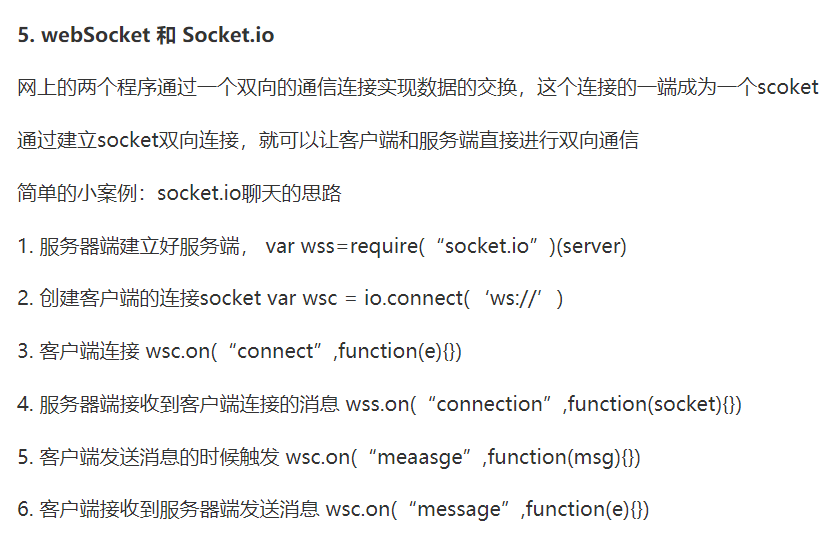 5. webSocket 和 Socket.io
网上的两个程序通过一个双向的通信连接实现数据的交换，这个连接的一端成为一个scoket
通过建立socket双向连接，就可以让客户端和服务端直接进行双向通信
简单的小案例：socket.io聊天的思路
1. 服务器端建立好服务端， var wss=require(“socket.io”)(server)
2. 创建客户端的连接socket var wsc = io.connect(‘ws://’)
3. 客户端连接 wsc.on(“connect”,function(e){})
4. 服务器端接收到客户端连接的消息 wss.on(“connection”,function(socket){})
5. 客户端发送消息的时候触发 wsc.on(“meaasge”,function(msg){})
6. 客户端接收到服务器端发送消息 wsc.on(“message”,function(e){})